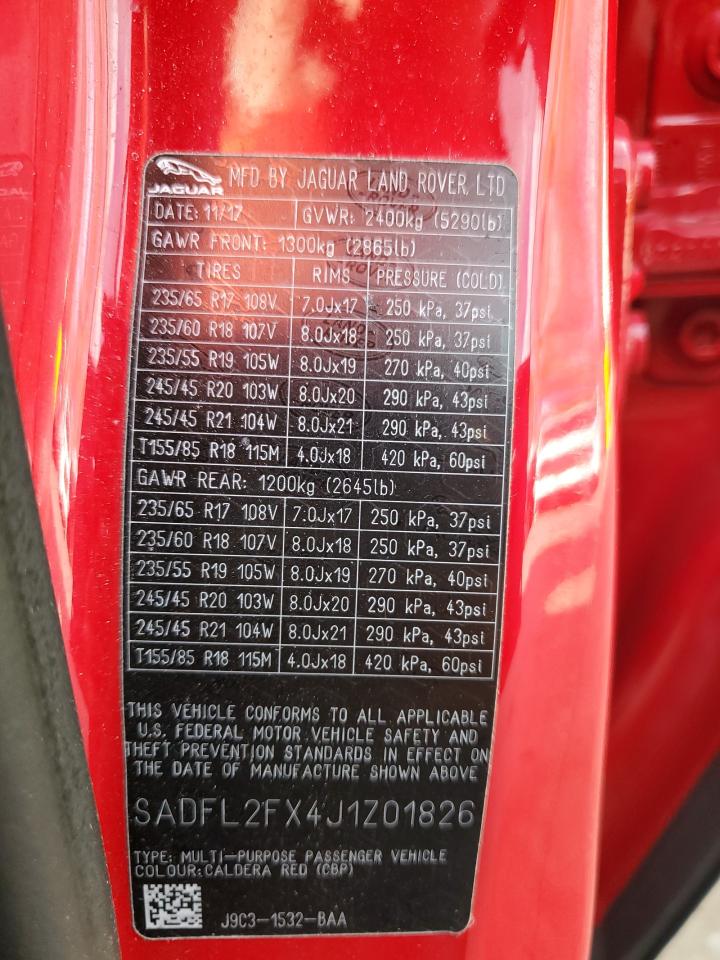 JAGUAR MFD BY JAGUAR LAND ROVER LTD
DATE: 11/17 GVWR: 2400kg (5290lb)
GAWR FRONT: 1300kg (2865lb)
TIRES RIMS PRESSURE (COLD)
235/65 R17 108V 7.0Jx17 250 kPa, 37psi
235/60 R18 107V 8.0Jx18 250 kPa, 37psi
235/55 R19 105W 8.0Jx19 270 kPa, 40psi
245/45 R20 103W 8.0Jx20 290 kPa, 43psi
245/45 R21 104W 8.0Jx21 290 kPa, 43psi
T155/85 R18 115M 4.0Jx18 420 kPa, 60psi
GAWR REAR: 1200kg (2645lb)
235/65 R17 108V 7.0Jx17 250 kPa, 37psi
235/60 R18 107V 8.0Jx18 250 kPa, 37psi
235/55 R19 105W 8.0Jx19 270 kPa, 40psi
245/45 R20 103W 8.0Jx20 290 kPa, 43psi
245/45 R21 104W 8.0Jx21 290 kPa, 43psi
T155/85 R18 115M 4.0Jx18 420 kPa, 60psi
THIS VEHICLE CONFORMS TO ALL APPLICABLE
U.S. FEDERAL MOTOR VEHICLE SAFETY AND
THEFT PREVENTION STANDARDS IN EFFECT ON
THE DATE OF MANUFACTURE SHOWN ABOVE
SADFL2FX4J1Z01826
TYPE: MULTI-PURPOSE PASSENGER VEHICLE
COLOUR:CALDERA RED (CBP)
J9C3-1532-BAA